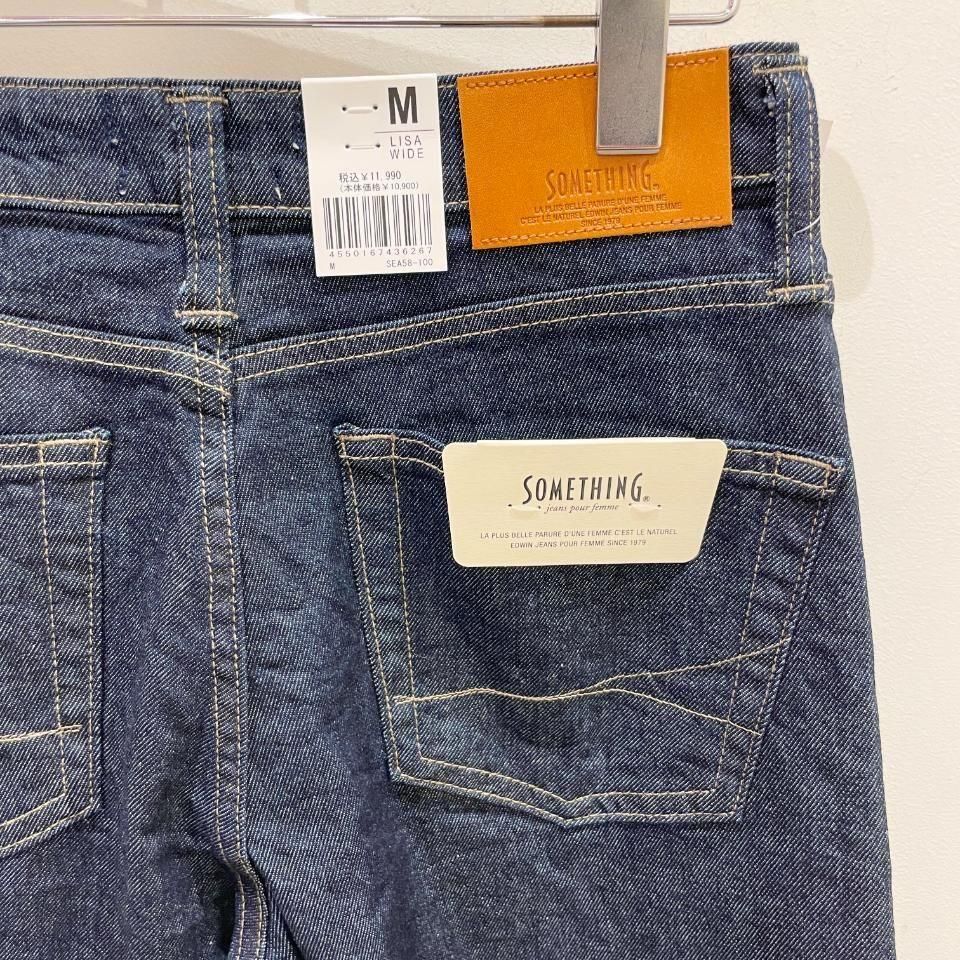 M
LISA
WIDE
税込￥11,990
(本体価格￥10,900)
4550167436267
M SEA58-100
SOMETHING®
LA PLUS BELLE PARURE D'UNE FEMME
C'EST LE NATUREL EDWIN JEANS POUR FEMME
SINCE 1979
SOMETHING®
jeans pour femme
LA PLUS BELLE PARURE D'UNE FEMME C'EST LE NATUREL
EDWIN JEANS POUR FEMME SINCE 1979